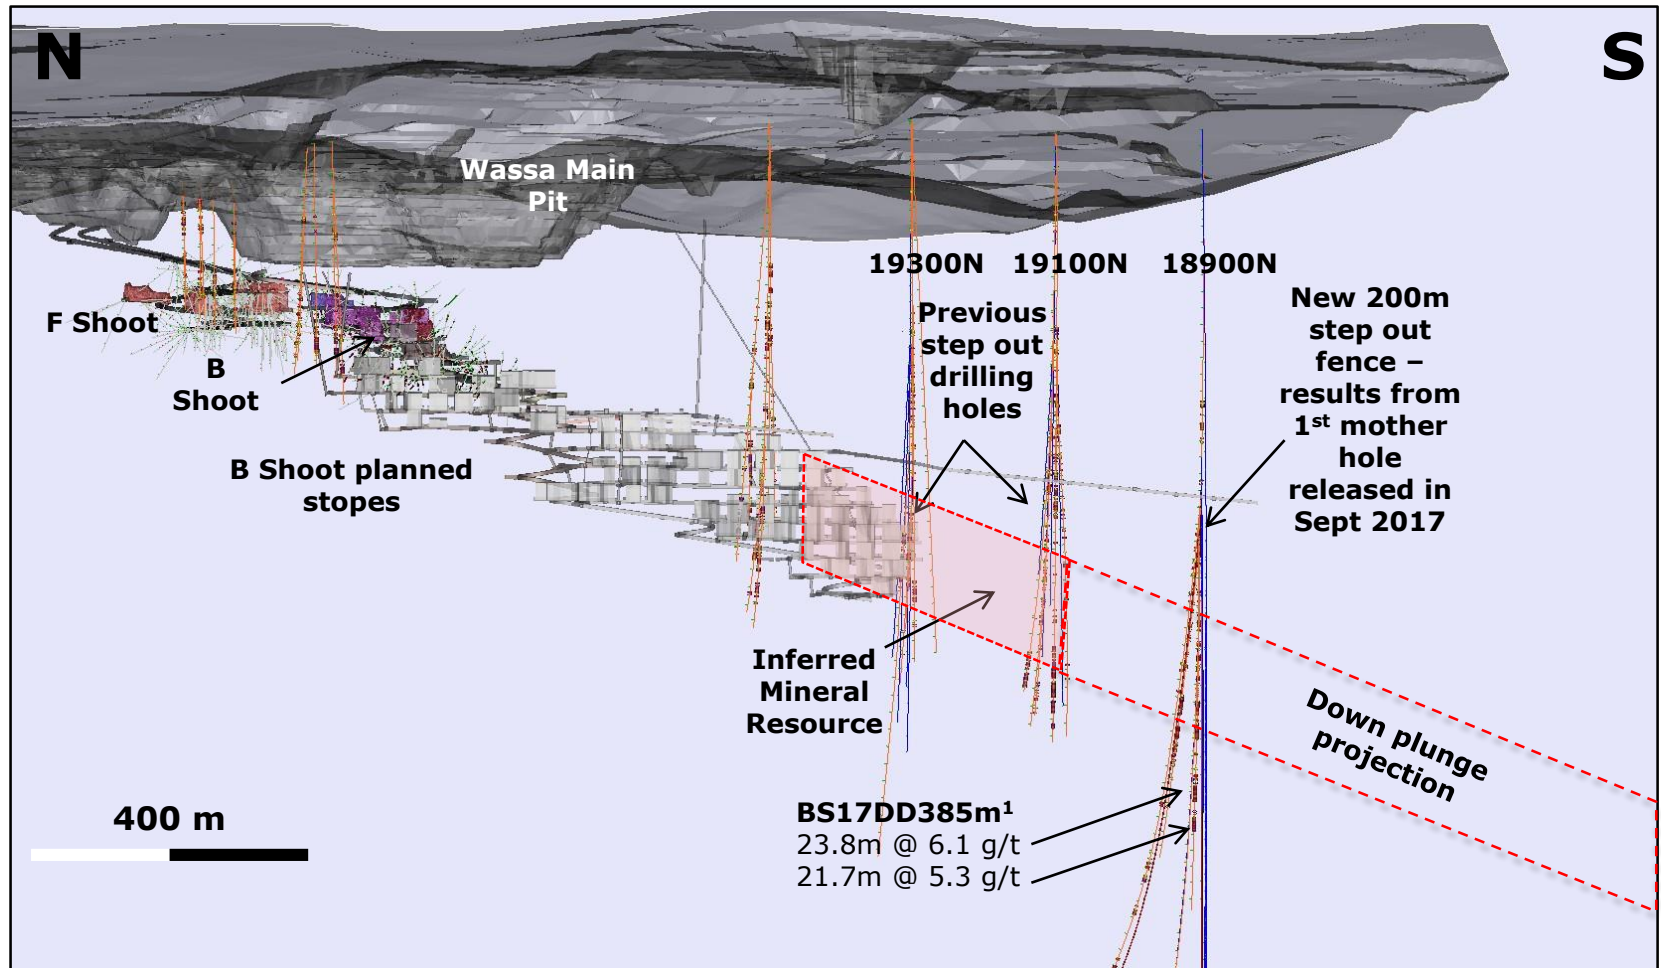 N
S
Wassa Main
Pit
19300N
19100N
18900N
F Shoot
B
Shoot
Previous
step out
drilling
holes
New 200m
step out
fence –
results from
1st mother
hole
released in
Sept 2017
B Shoot planned
stopes
Inferred
Mineral
Resource
Down plunge
projection
400 m
BS17DD385m¹
23.8m @ 6.1 g/t
21.7m @ 5.3 g/t